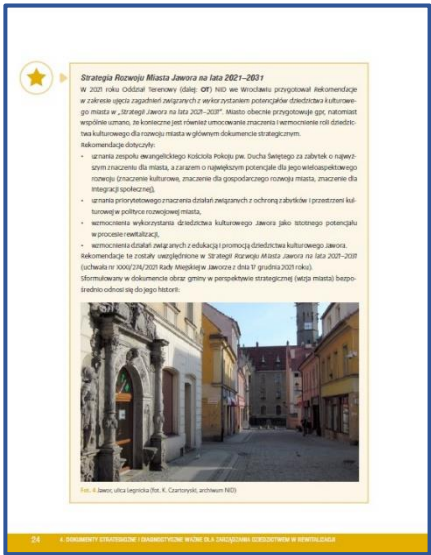 Strategia Rozwoju Miasta Jawora na lata 2021–2031
W 2021 roku Oddział Terenowy (dalej: OT) NID we Wrocławiu przygotował Rekomendacje
w zakresie ujęcia zagadnień związanych z wykorzystaniem potencjałów dziedzictwa kulturowe-
go miasta w „Strategii Jawora na lata 2021–2031”. Miasto obecnie przygotowuje gpr, natomiast
wspólnie uznano, że konieczne jest również umocowanie znaczenia i wzmocnienie roli dziedzic-
twa kulturowego dla rozwoju miasta w głównym dokumencie strategicznym.
Rekomendacje dotyczyły:
• uznania zespołu ewangelickiego Kościoła Pokoju pw. Ducha Świętego za zabytek o najwyż-
szym znaczeniu dla miasta, a zarazem o największym potencjale dla jego wieloaspektowego
rozwoju (znaczenie kulturowe, znaczenie dla gospodarczego rozwoju miasta, znaczenie dla
integracji społecznej),
• uznania priorytetowego znaczenia działań związanych z ochroną zabytków i przestrzeni kul-
turowej w polityce rozwojowej miasta,
• wzmocnienia wykorzystania dziedzictwa kulturowego Jawora jako istotnego potencjału
w procesie rewitalizacji,
• wzmocnienia działań związanych z edukacją i promocją dziedzictwa kulturowego Jawora.
Rekomendacje te zostały uwzględnione w Strategii Rozwoju Miasta Jawora na lata 2021–2031
(uchwała nr XXXI/274/2021 Rady Miejskiej w Jaworze z dnia 17 grudnia 2021 roku).
Sformułowany w dokumencie obraz gminy w perspektywie strategicznej (wizja miasta) bezpo-
średnio odnosi się do jego historii:
Fot. 4 Jawor, ulica Legnicka (fot. K. Czartoryski, archiwum NID)
24 4. DOKUMENTY STRATEGICZNE I DIAGNOSTYCZNE WAŻNE DLA ZARZĄDZANIA DZIEDZICTWEM W REWITALIZACJI